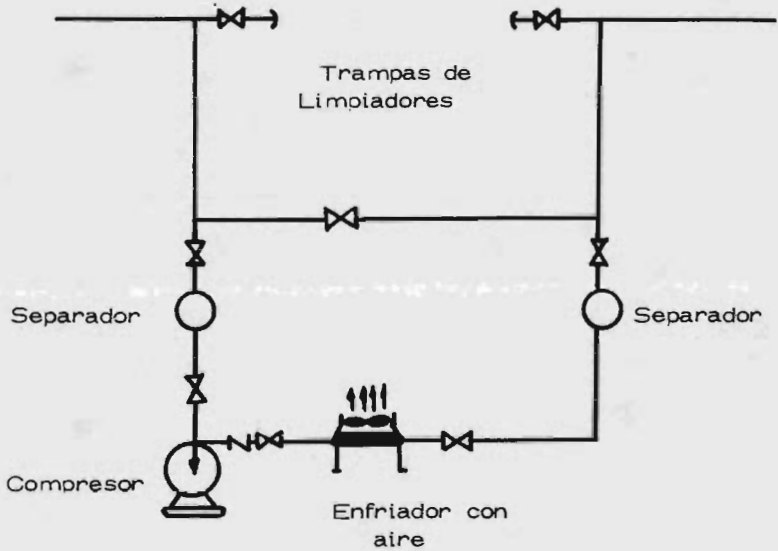 Trampas de
Limpiadores
Separador
Separador
Compresor
Enfriador con
aire